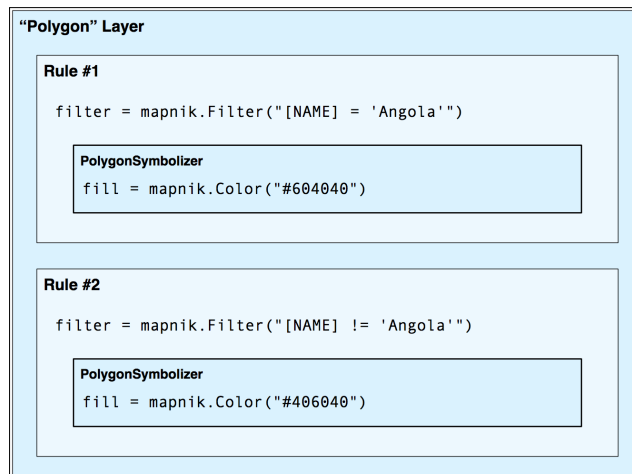 “Polygon” Layer
Rule #1
filter = mapnik.Filter("[NAME] = 'Angola'")
PolygonSymbolizer
fill = mapnik.Color("#604040")
Rule #2
filter = mapnik.Filter("[NAME] != 'Angola'")
PolygonSymbolizer
fill = mapnik.Color("#406040")